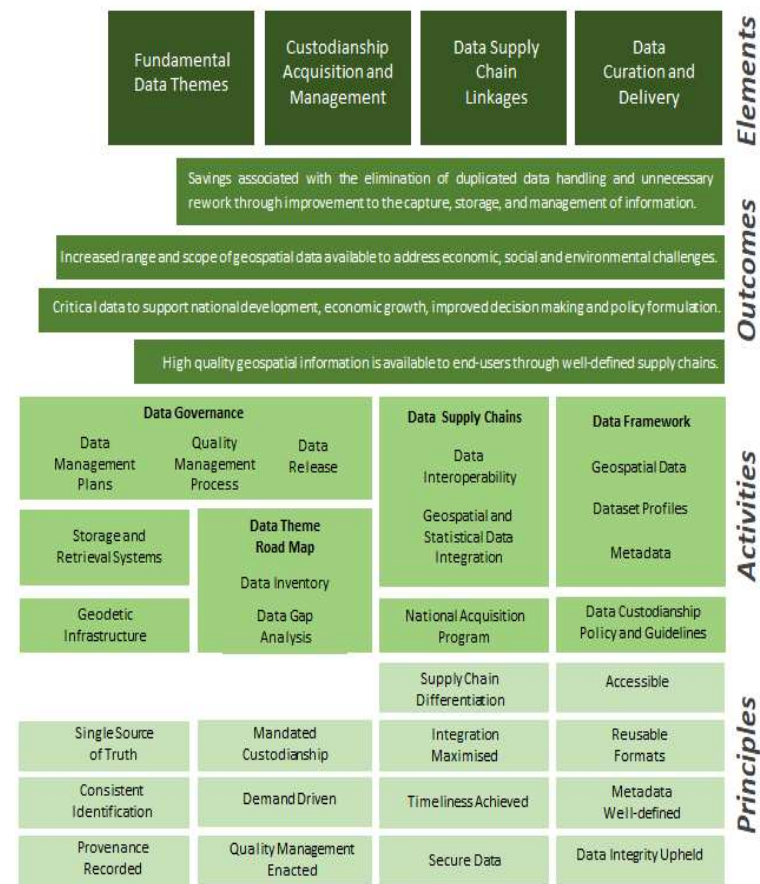 Fundamental
Data Themes
Custodianship
Acquisition and
Management
Data Supply
Chain
Linkages
Data
Curation and
Delivery
Elements
Savings associated with the elimination of duplicated data handling and unnecessary
rework through improvement to the capture, storage, and management of information.
Increased range and scope of geospatial data available to address economic, social and environmental challenges.
Critical data to support national development, economic growth, improved decision making and policy formulation.
High quality geospatial information is available to end-users through well-defined supply chains.
Outcomes
Data Governance
Data
Management
Plans
Quality
Management
Process
Data
Release
Storage and
Retrieval Systems
Geodetic
Infrastructure
Data Theme
Road Map
Data Inventory
Data Gap
Analysis
Data Supply Chains
Data
Interoperability
Geospatial and
Statistical Data
Integration
National Acquisition
Program
Data Framework
Geospatial Data
Dataset Profiles
Metadata
Data Custodianship
Policy and Guidelines
Activities
Supply Chain
Differentiation
Accessible
Single Source
of Truth
Mandated
Custodianship
Integration
Maximised
Reusable
Formats
Consistent
Identification
Demand Driven
Timeliness Achieved
Metadata
Well-defined
Provenance
Recorded
Quality Management
Enacted
Secure Data
Data Integrity Upheld
Principles